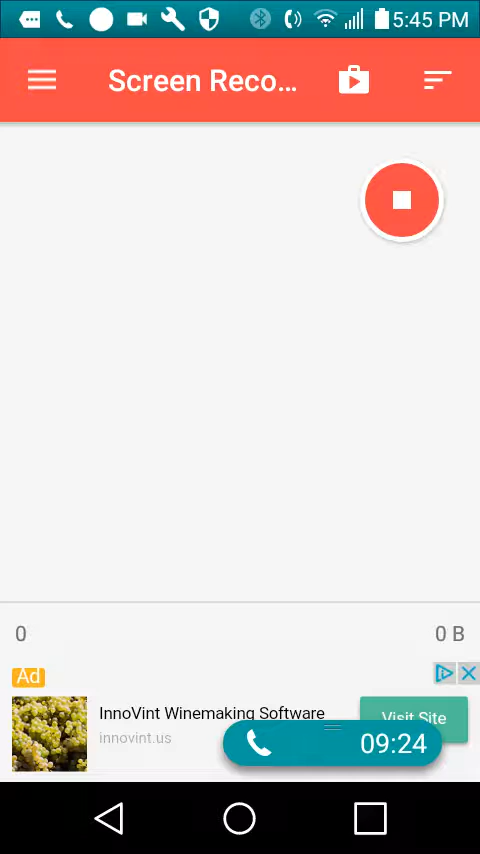 5:45 PM
Screen Reco...
0
0 B
Ad
InnoVint Winemaking Software
innovint.us
Visit Site
09:24